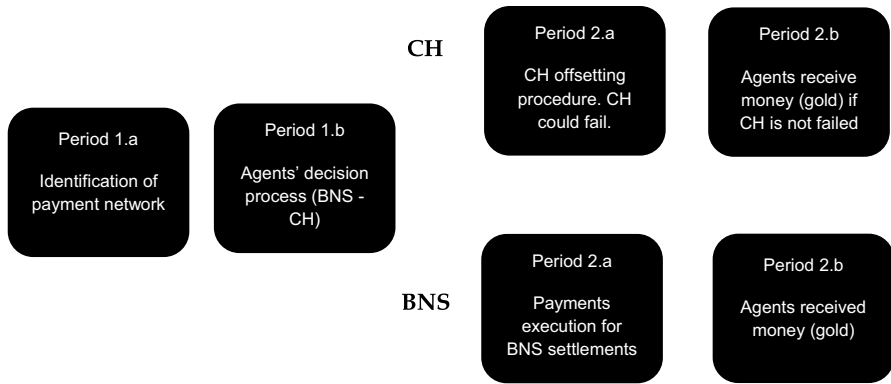 Period 1.a
Identification of
payment network
Period 1.b
Agents’ decision
process (BNS -
CH)
CH
Period 2.a
CH offsetting
procedure. CH
could fail.
Period 2.b
Agents receive
money (gold) if
CH is not failed
BNS
Period 2.a
Payments
execution for
BNS settlements
Period 2.b
Agents received
money (gold)